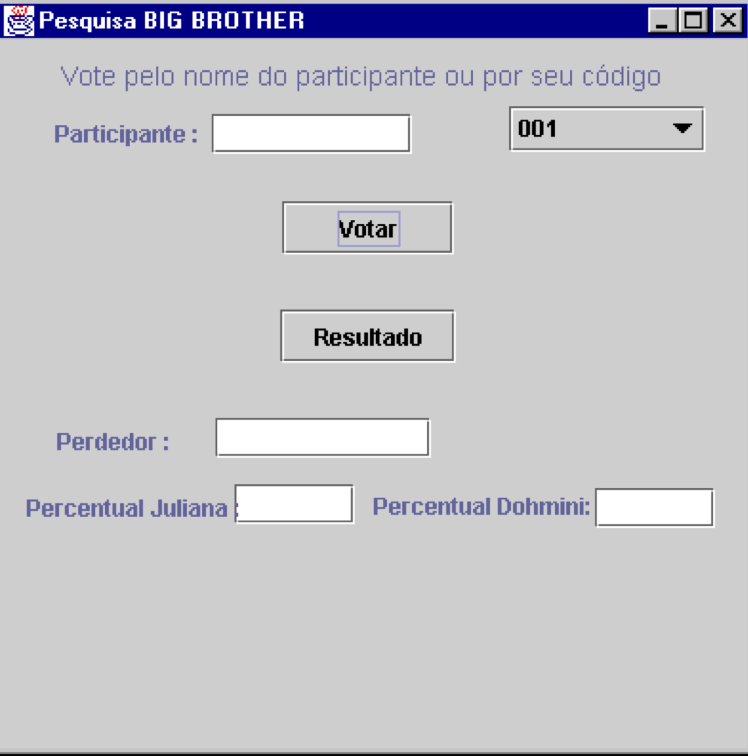 Pesquisa BIG BROTHER
Vote pelo nome do participante ou por seu código
Participante : 001
Votar
Resultado
Perdedor :
Percentual Juliana : Percentual Dohmini: